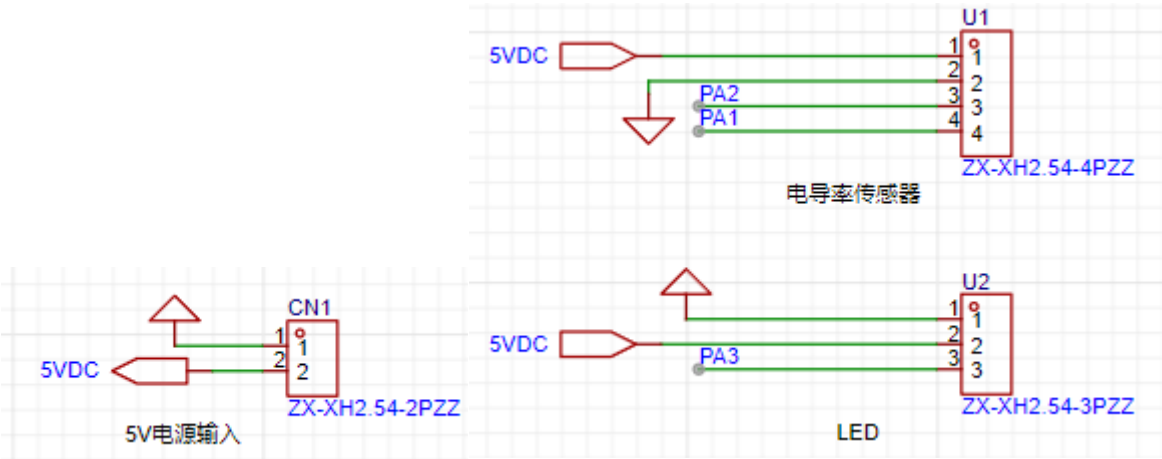 U1
5VDC
1
1
2
2
PA2
3
3
PA1
4
4
ZX-XH2.54-4PZZ
电导率传感器
U2
1
1
5VDC
2
2
PA3
3
3
ZX-XH2.54-3PZZ
LED
CN1
1
1
5VDC
2
2
ZX-XH2.54-2PZZ
5V电源输入